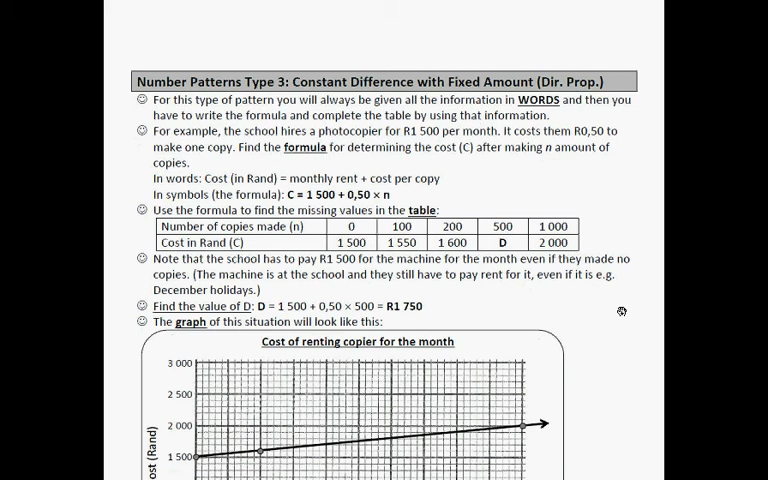 Number Patterns Type 3: Constant Difference with Fixed Amount (Dir. Prop.)
For this type of pattern you will always be given all the information in WORDS and then you
have to write the formula and complete the table by using that information.
For example, the school hires a photocopier for R1 500 per month. It costs them R0,50 to
make one copy. Find the formula for determining the cost (C) after making n amount of
copies.
In words: Cost (in Rand) = monthly rent + cost per copy
In symbols (the formula): C = 1 500 + 0,50 × n
Use the formula to find the missing values in the table:
Number of copies made (n) 0 100 200 500 1 000
Cost in Rand (C) 1 500 1 550 1 600 D 2 000
Note that the school has to pay R1 500 for the machine for the month even if they made no
copies. (The machine is at the school and they still have to pay rent for it, even if it is e.g.
December holidays.)
Find the value of D: D = 1 500 + 0,50 × 500 = R1 750
The graph of this situation will look like this:
Cost of renting copier for the month
3 000
2 500
2 000
1 500
(Rand)